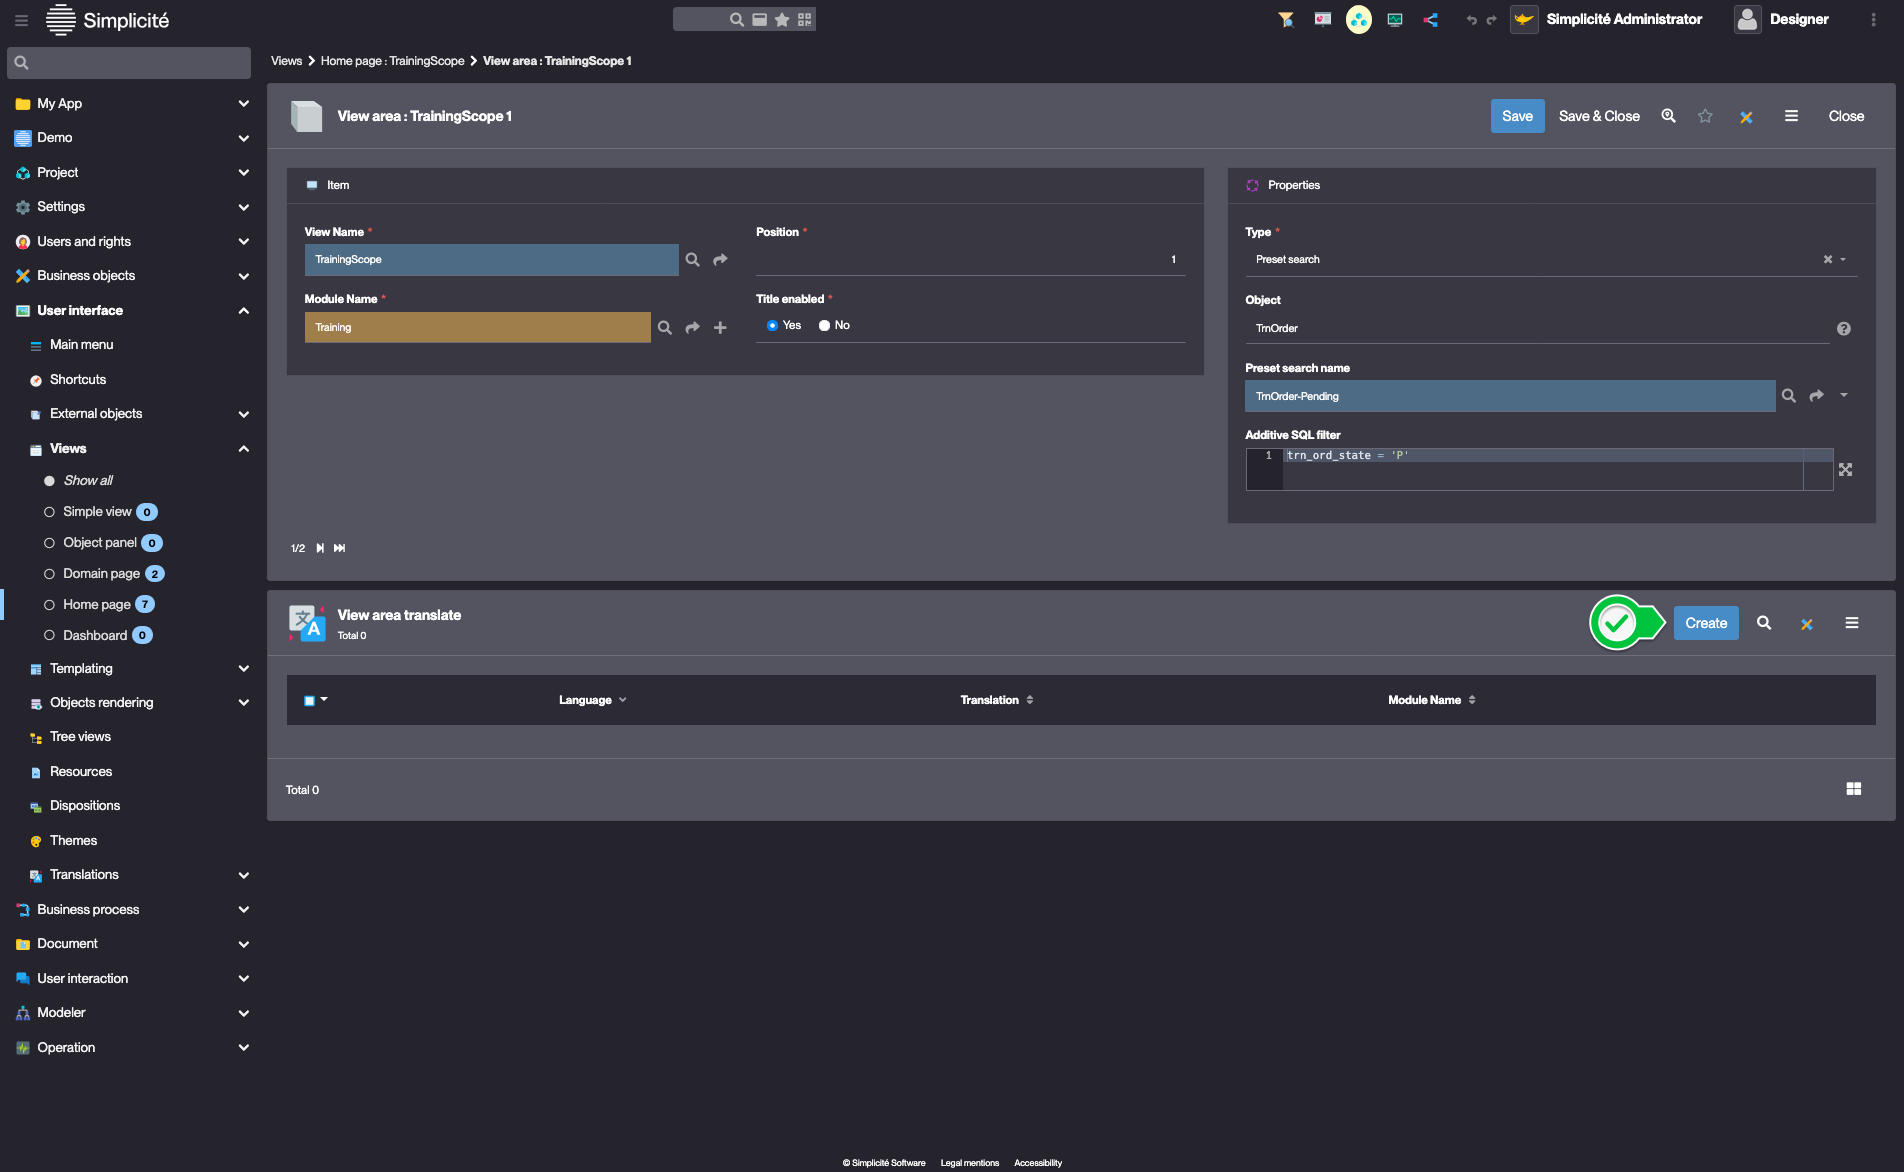 Simplicité
Simplicité Administrator
Designer
My App
Demo
Project
Settings
Users and rights
Business objects
User interface
Main menu
Shortcuts
External objects
Views
Show all
Simple view 0
Object panel 0
Domain page 2
Home page 7
Dashboard 0
Templating
Objects rendering
Tree views
Resources
Dispositions
Themes
Translations
Business process
Document
User interaction
Modeler
Operation
Views > Home page : TrainingScope > View area : TrainingScope 1
View area : TrainingScope 1
Save
Save & Close
Close
Item
View Name *
TrainingScope
Position *
1
Module Name *
Training
Title enabled *
Yes
No
Properties
Type *
Preset search
Object
TrnOrder
Preset search name
TrnOrder-Pending
Additive SQL filter
1 trn_ord_state = 'P'
1/2
View area translate
Total 0
Create
Language
Translation
Module Name
Total 0
© Simplicité Software
Legal mentions
Accessibility